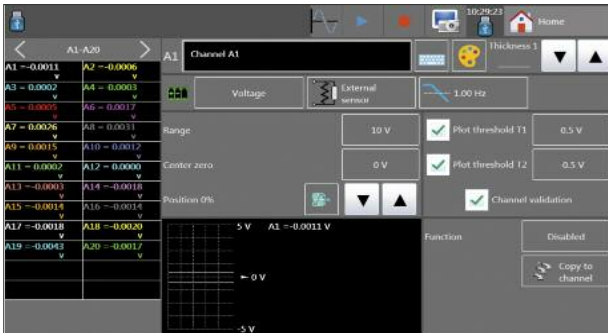 10:29:23
Home
A1-A20
A1 Channel A1
Thickness 1
A1 =-0.0011 A2 =-0.0006
V V
A3 = 0.0002 A4 = 0.0003
V V
A5 = 0.0005 A6 = 0.0017
V V
A7 = 0.0026 A8 = 0.0031
V V
A9 = 0.0015 A10 = 0.0012
V V
A11 = 0.0002 A12 = 0.0000
V V
A13 =-0.0003 A14 =-0.0018
V V
A15 =-0.0014 A16 =-0.0014
V V
A17 =-0.0018 A18 =-0.0020
V V
A19 =-0.0043 A20 =-0.0017
V V
Voltage
External
sensor
1.00 Hz
Range
10 V
Plot threshold T1
0.5 V
Center zero
0 V
Plot threshold T2
0.5 V
Position 0%
Channel validation
5 V A1 =-0.0011 V
0 V
-5 V
Function
Disabled
Copy to
channel